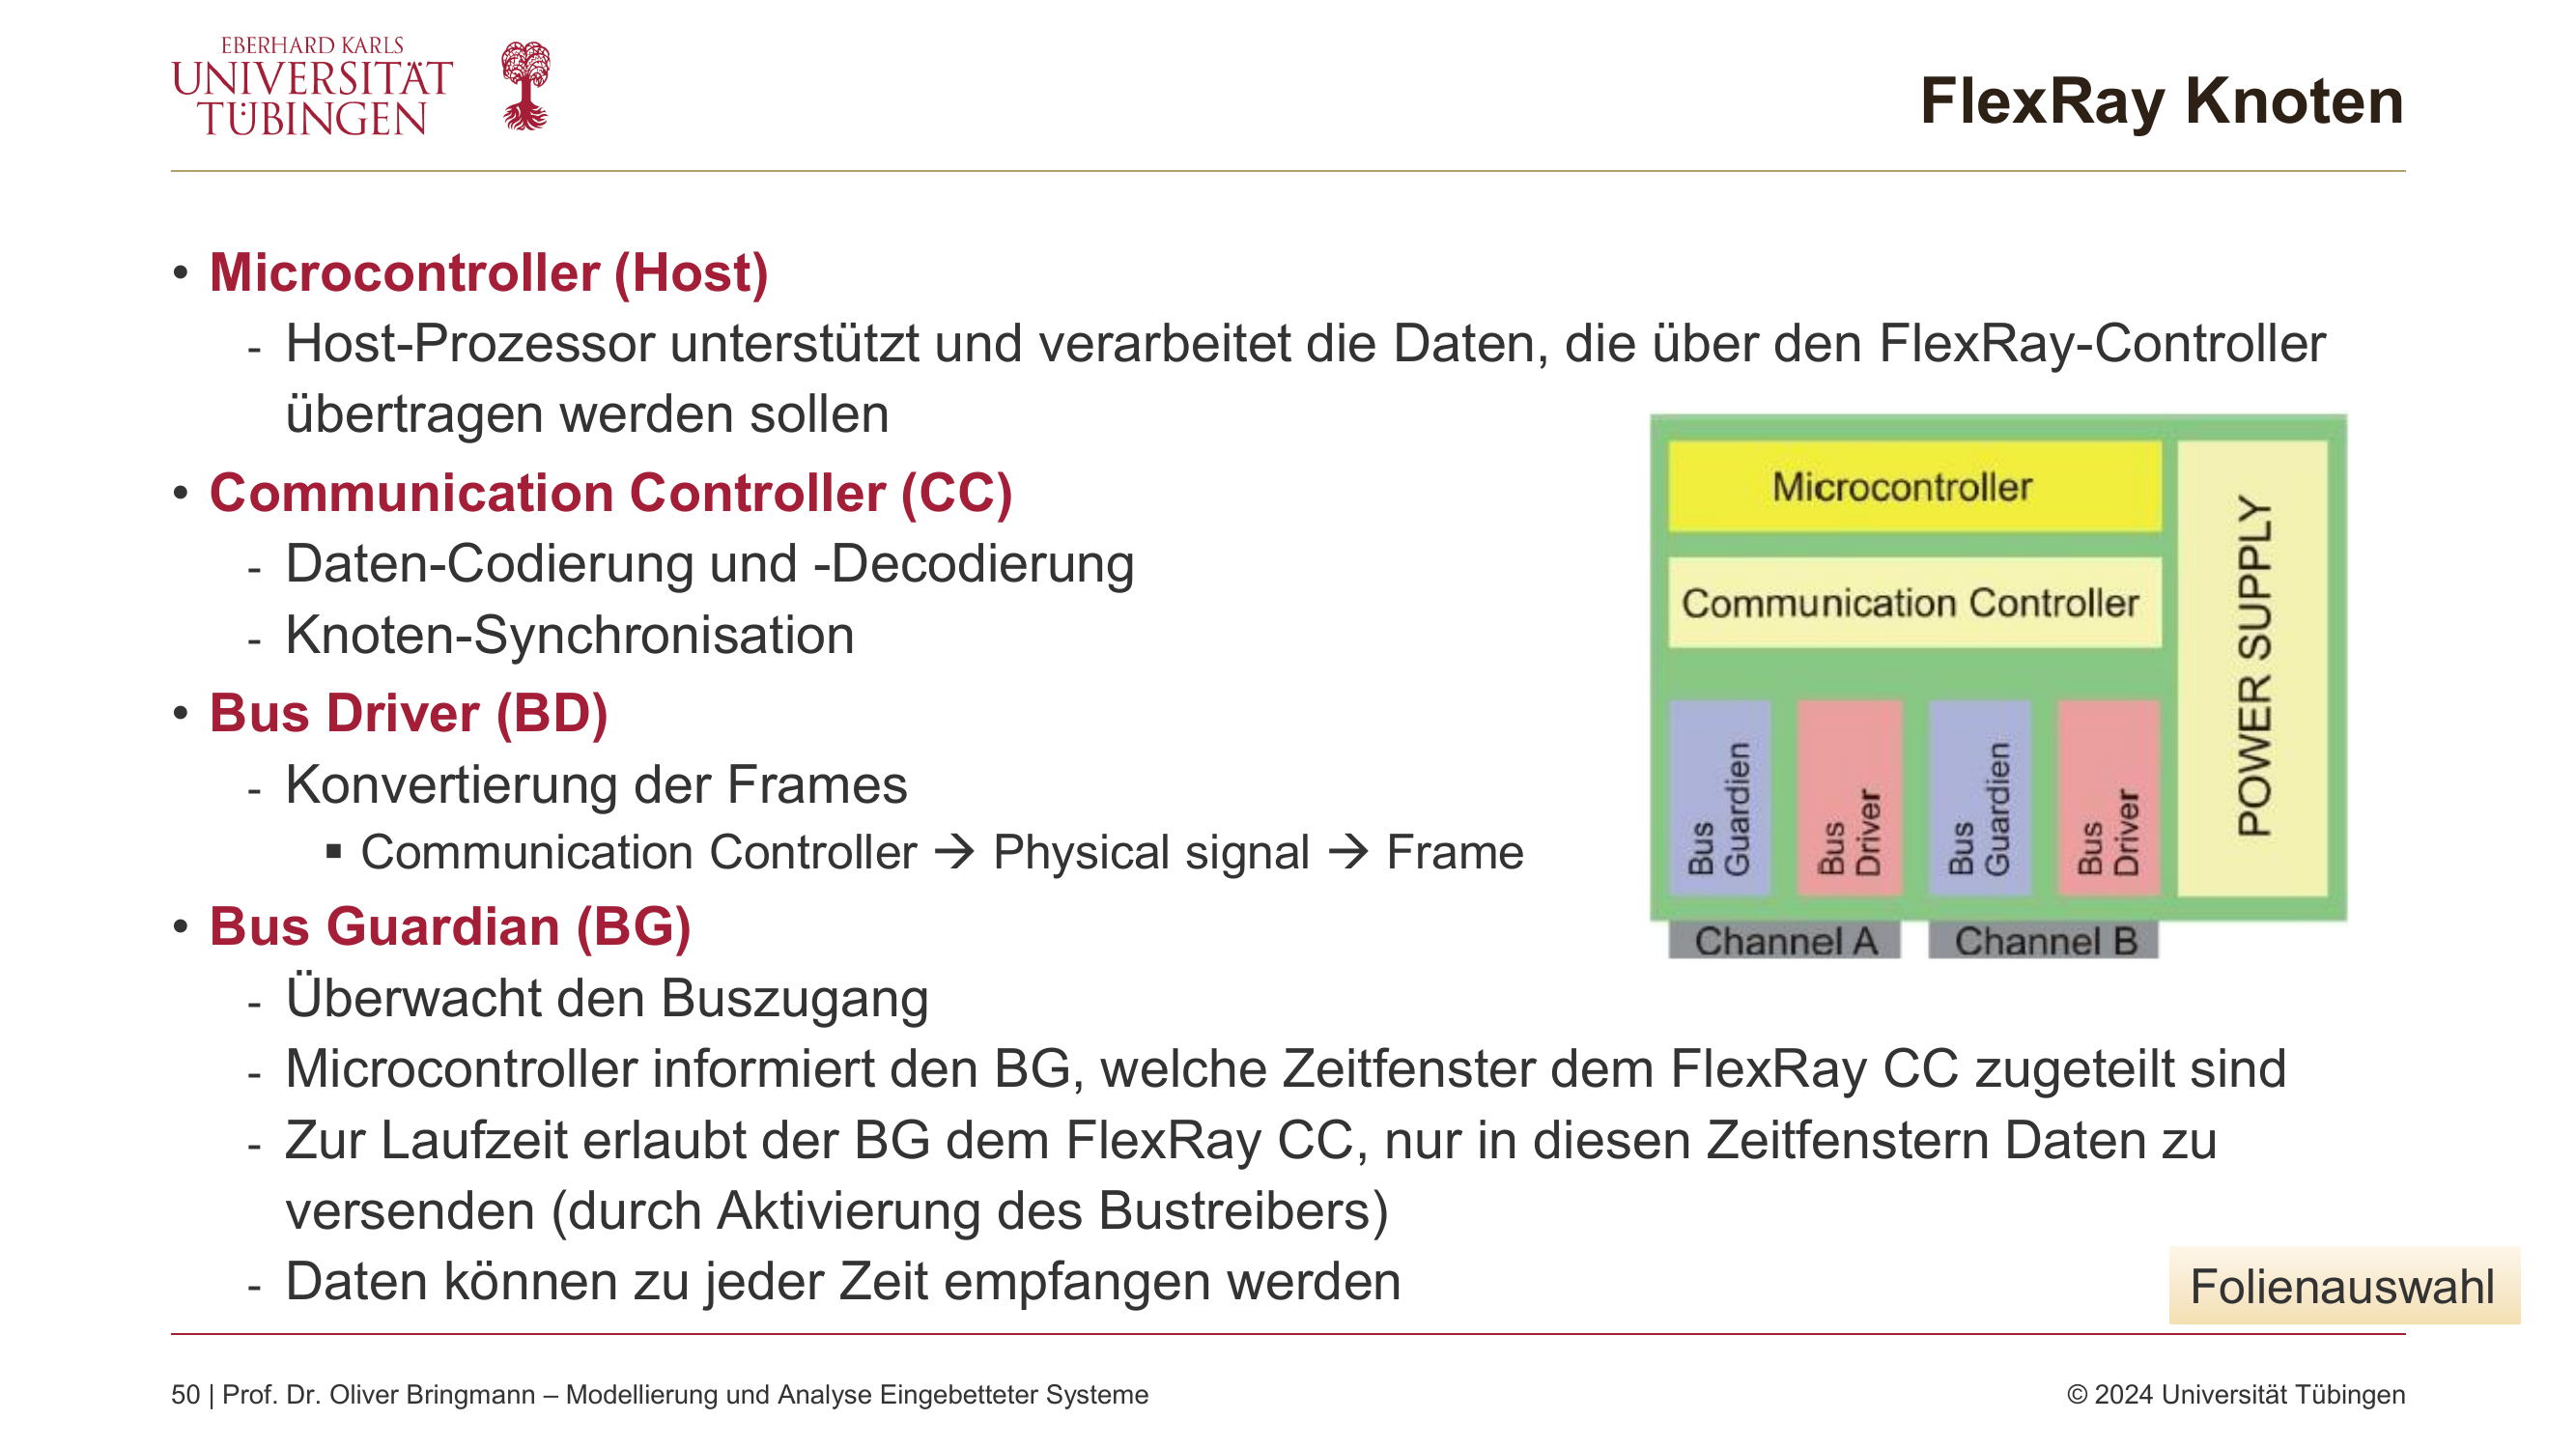 EBERHARD KARLS
UNIVERSITÄT
TÜBINGEN
FlexRay Knoten
• Microcontroller (Host)
- Host-Prozessor unterstützt und verarbeitet die Daten, die über den FlexRay-Controller
übertragen werden sollen
• Communication Controller (CC)
- Daten-Codierung und -Decodierung
- Knoten-Synchronisation
• Bus Driver (BD)
- Konvertierung der Frames
▪ Communication Controller → Physical signal → Frame
• Bus Guardian (BG)
- Überwacht den Buszugang
- Microcontroller informiert den BG, welche Zeitfenster dem FlexRay CC zugeteilt sind
- Zur Laufzeit erlaubt der BG dem FlexRay CC, nur in diesen Zeitfenstern Daten zu
versenden (durch Aktivierung des Bustreibers)
- Daten können zu jeder Zeit empfangen werden
Microcontroller
Communication Controller
Bus
Guardien
Bus
Driver
Bus
Guardien
Bus
Driver
POWER SUPPLY
Channel A
Channel B
Folienauswahl
50 | Prof. Dr. Oliver Bringmann – Modellierung und Analyse Eingebetteter Systeme
© 2024 Universität Tübingen